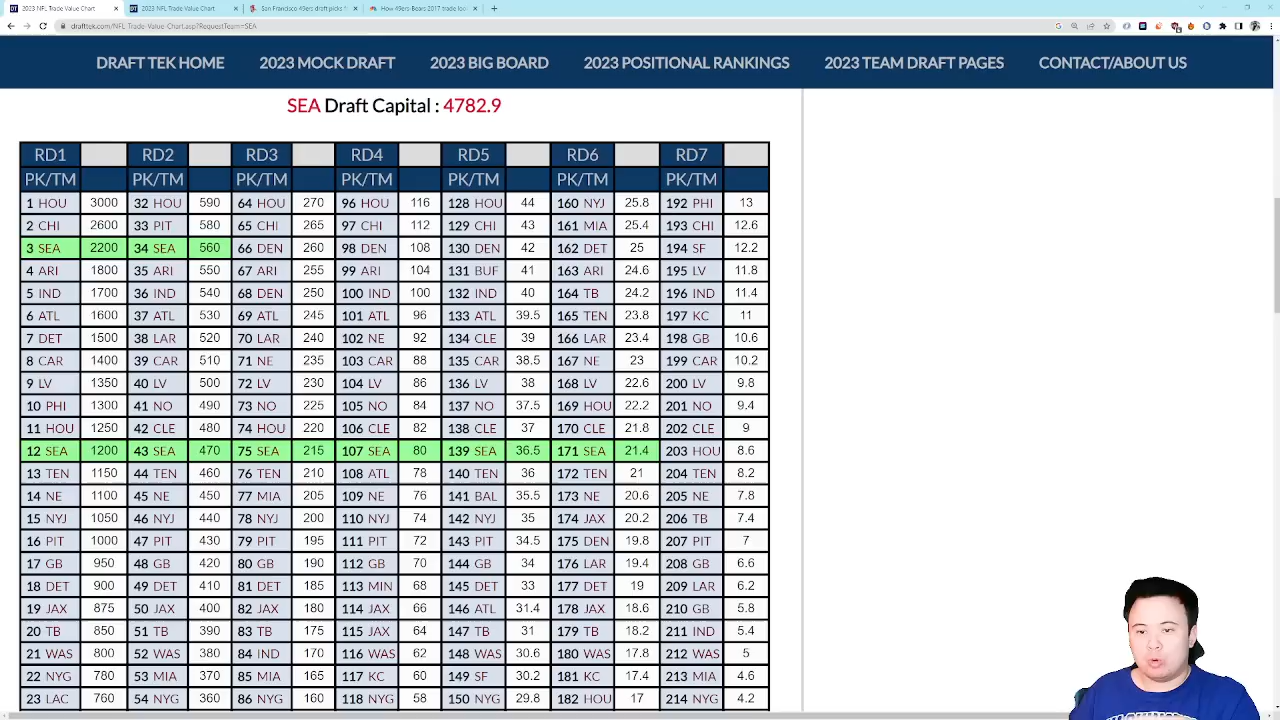 2023 NFL Trade Value Chart
2023 NFL Trade Value Chart
San Francisco 49ers draft picks
How 49ers-Bears 2017 trade loo
drafttek.com/NFL-Trade-Value-Chart.asp?RequestTeam=SEA
DRAFT TEK HOME 2023 MOCK DRAFT 2023 BIG BOARD 2023 POSITIONAL RANKINGS 2023 TEAM DRAFT PAGES CONTACT/ABOUT US
SEA Draft Capital : 4782.9
RD1 RD2 RD3 RD4 RD5 RD6 RD7
PK/TM PK/TM PK/TM PK/TM PK/TM PK/TM PK/TM
1 HOU 3000 32 HOU 590 64 HOU 270 96 HOU 116 128 HOU 44 160 NYJ 25.8 192 PHI 13
2 CHI 2600 33 PIT 580 65 CHI 265 97 CHI 112 129 CHI 43 161 MIA 25.4 193 CHI 12.6
3 SEA 2200 34 SEA 560 66 DEN 260 98 DEN 108 130 DEN 42 162 DET 25 194 SF 12.2
4 ARI 1800 35 ARI 550 67 ARI 255 99 ARI 104 131 BUF 41 163 ARI 24.6 195 LV 11.8
5 IND 1700 36 IND 540 68 DEN 250 100 IND 100 132 IND 40 164 TB 24.2 196 IND 11.4
6 ATL 1600 37 ATL 530 69 ATL 245 101 ATL 96 133 ATL 39.5 165 TEN 23.8 197 KC 11
7 DET 1500 38 LAR 520 70 LAR 240 102 NE 92 134 CLE 39 166 LAR 23.4 198 GB 10.6
8 CAR 1400 39 CAR 510 71 NE 235 103 CAR 88 135 CAR 38.5 167 NE 23 199 CAR 10.2
9 LV 1350 40 LV 500 72 LV 230 104 LV 86 136 LV 38 168 LV 22.6 200 LV 9.8
10 PHI 1300 41 NO 490 73 NO 225 105 NO 84 137 NO 37.5 169 HOU 22.2 201 NO 9.4
11 HOU 1250 42 CLE 480 74 HOU 220 106 CLE 82 138 CLE 37 170 CLE 21.8 202 CLE 9
12 SEA 1200 43 SEA 470 75 SEA 215 107 SEA 80 139 SEA 36.5 171 SEA 21.4 203 HOU 8.6
13 TEN 1150 44 TEN 460 76 TEN 210 108 ATL 78 140 TEN 36 172 TEN 21 204 TEN 8.2
14 NE 1100 45 NE 450 77 MIA 205 109 NE 76 141 BAL 35.5 173 NE 20.6 205 NE 7.8
15 NYJ 1050 46 NYJ 440 78 NYJ 200 110 NYJ 74 142 NYJ 35 174 JAX 20.2 206 TB 7.4
16 PIT 1000 47 PIT 430 79 PIT 195 111 PIT 72 143 PIT 34.5 175 DEN 19.8 207 PIT 7
17 GB 950 48 GB 420 80 GB 190 112 GB 70 144 GB 34 176 LAR 19.4 208 GB 6.6
18 DET 900 49 DET 410 81 DET 185 113 MIN 68 145 DET 33 177 DET 19 209 LAR 6.2
19 JAX 875 50 JAX 400 82 JAX 180 114 JAX 66 146 ATL 31.4 178 JAX 18.6 210 GB 5.8
20 TB 850 51 TB 390 83 TB 175 115 JAX 64 147 TB 31 179 TB 18.2 211 IND 5.4
21 WAS 800 52 WAS 380 84 IND 170 116 WAS 62 148 WAS 30.6 180 WAS 17.8 212 WAS 5
22 NYG 780 53 MIA 370 85 MIA 165 117 KC 60 149 SF 30.2 181 KC 17.4 213 MIA 4.6
23 LAC 760 54 NYG 360 86 NYG 160 118 NYG 58 150 NYG 29.8 182 HOU 17 214 NYG 4.2